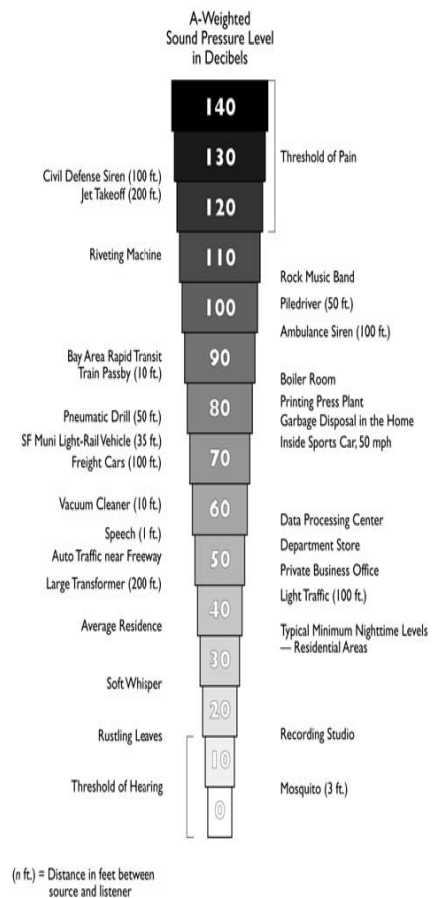 A-Weighted
Sound Pressure Level
in Decibels
140
130
Threshold of Pain
Civil Defense Siren (100 ft.)
Jet Takeoff (200 ft.)
120
Riveting Machine
110
Rock Music Band
100
Piledriver (50 ft.)
Ambulance Siren (100 ft.)
Bay Area Rapid Transit
Train Passby (10 ft.)
90
Boiler Room
Printing Press Plant
80
Pneumatic Drill (50 ft.)
Garbage Disposal in the Home
SF Muni Light-Rail Vehicle (35 ft.)
Inside Sports Car, 50 mph
Freight Cars (100 ft.)
70
Vacuum Cleaner (10 ft.)
60
Data Processing Center
Speech (1 ft.)
Department Store
Auto Traffic near Freeway
50
Private Business Office
Large Transformer (200 ft.)
Light Traffic (100 ft.)
40
Average Residence
Typical Minimum Nighttime Levels
— Residential Areas
30
Soft Whisper
20
Rustling Leaves
Recording Studio
10
Threshold of Hearing
Mosquito (3 ft.)
0
(n ft.) = Distance in feet between
source and listener